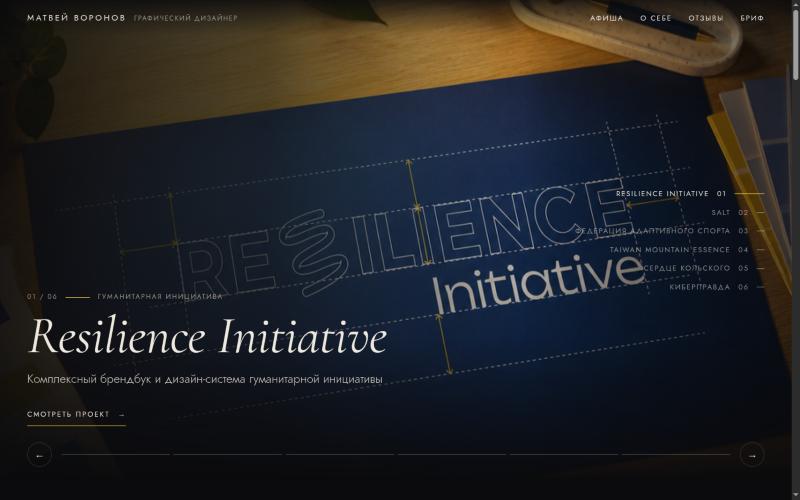 МАТВЕЙ ВОРОНОВ ГРАФИЧЕСКИЙ ДИЗАЙНЕР
АФИША О СЕБЕ ОТЗЫВЫ БРИФ
RESILIENCE
Initiative
RESILIENCE INITIATIVE 01
SALT 02
ФЕДЕРАЦИЯ АДАПТИВНОГО СПОРТА 03
TAIWAN MOUNTAIN ESSENCE 04
СЕРДЦЕ КОЛЬСКОГО 05
КИБЕРПРАВДА 06
01 / 06 ГУМАНИТАРНАЯ ИНИЦИАТИВА
Resilience Initiative
Комплексный брендбук и дизайн-система гуманитарной инициативы
СМОТРЕТЬ ПРОЕКТ →
← →